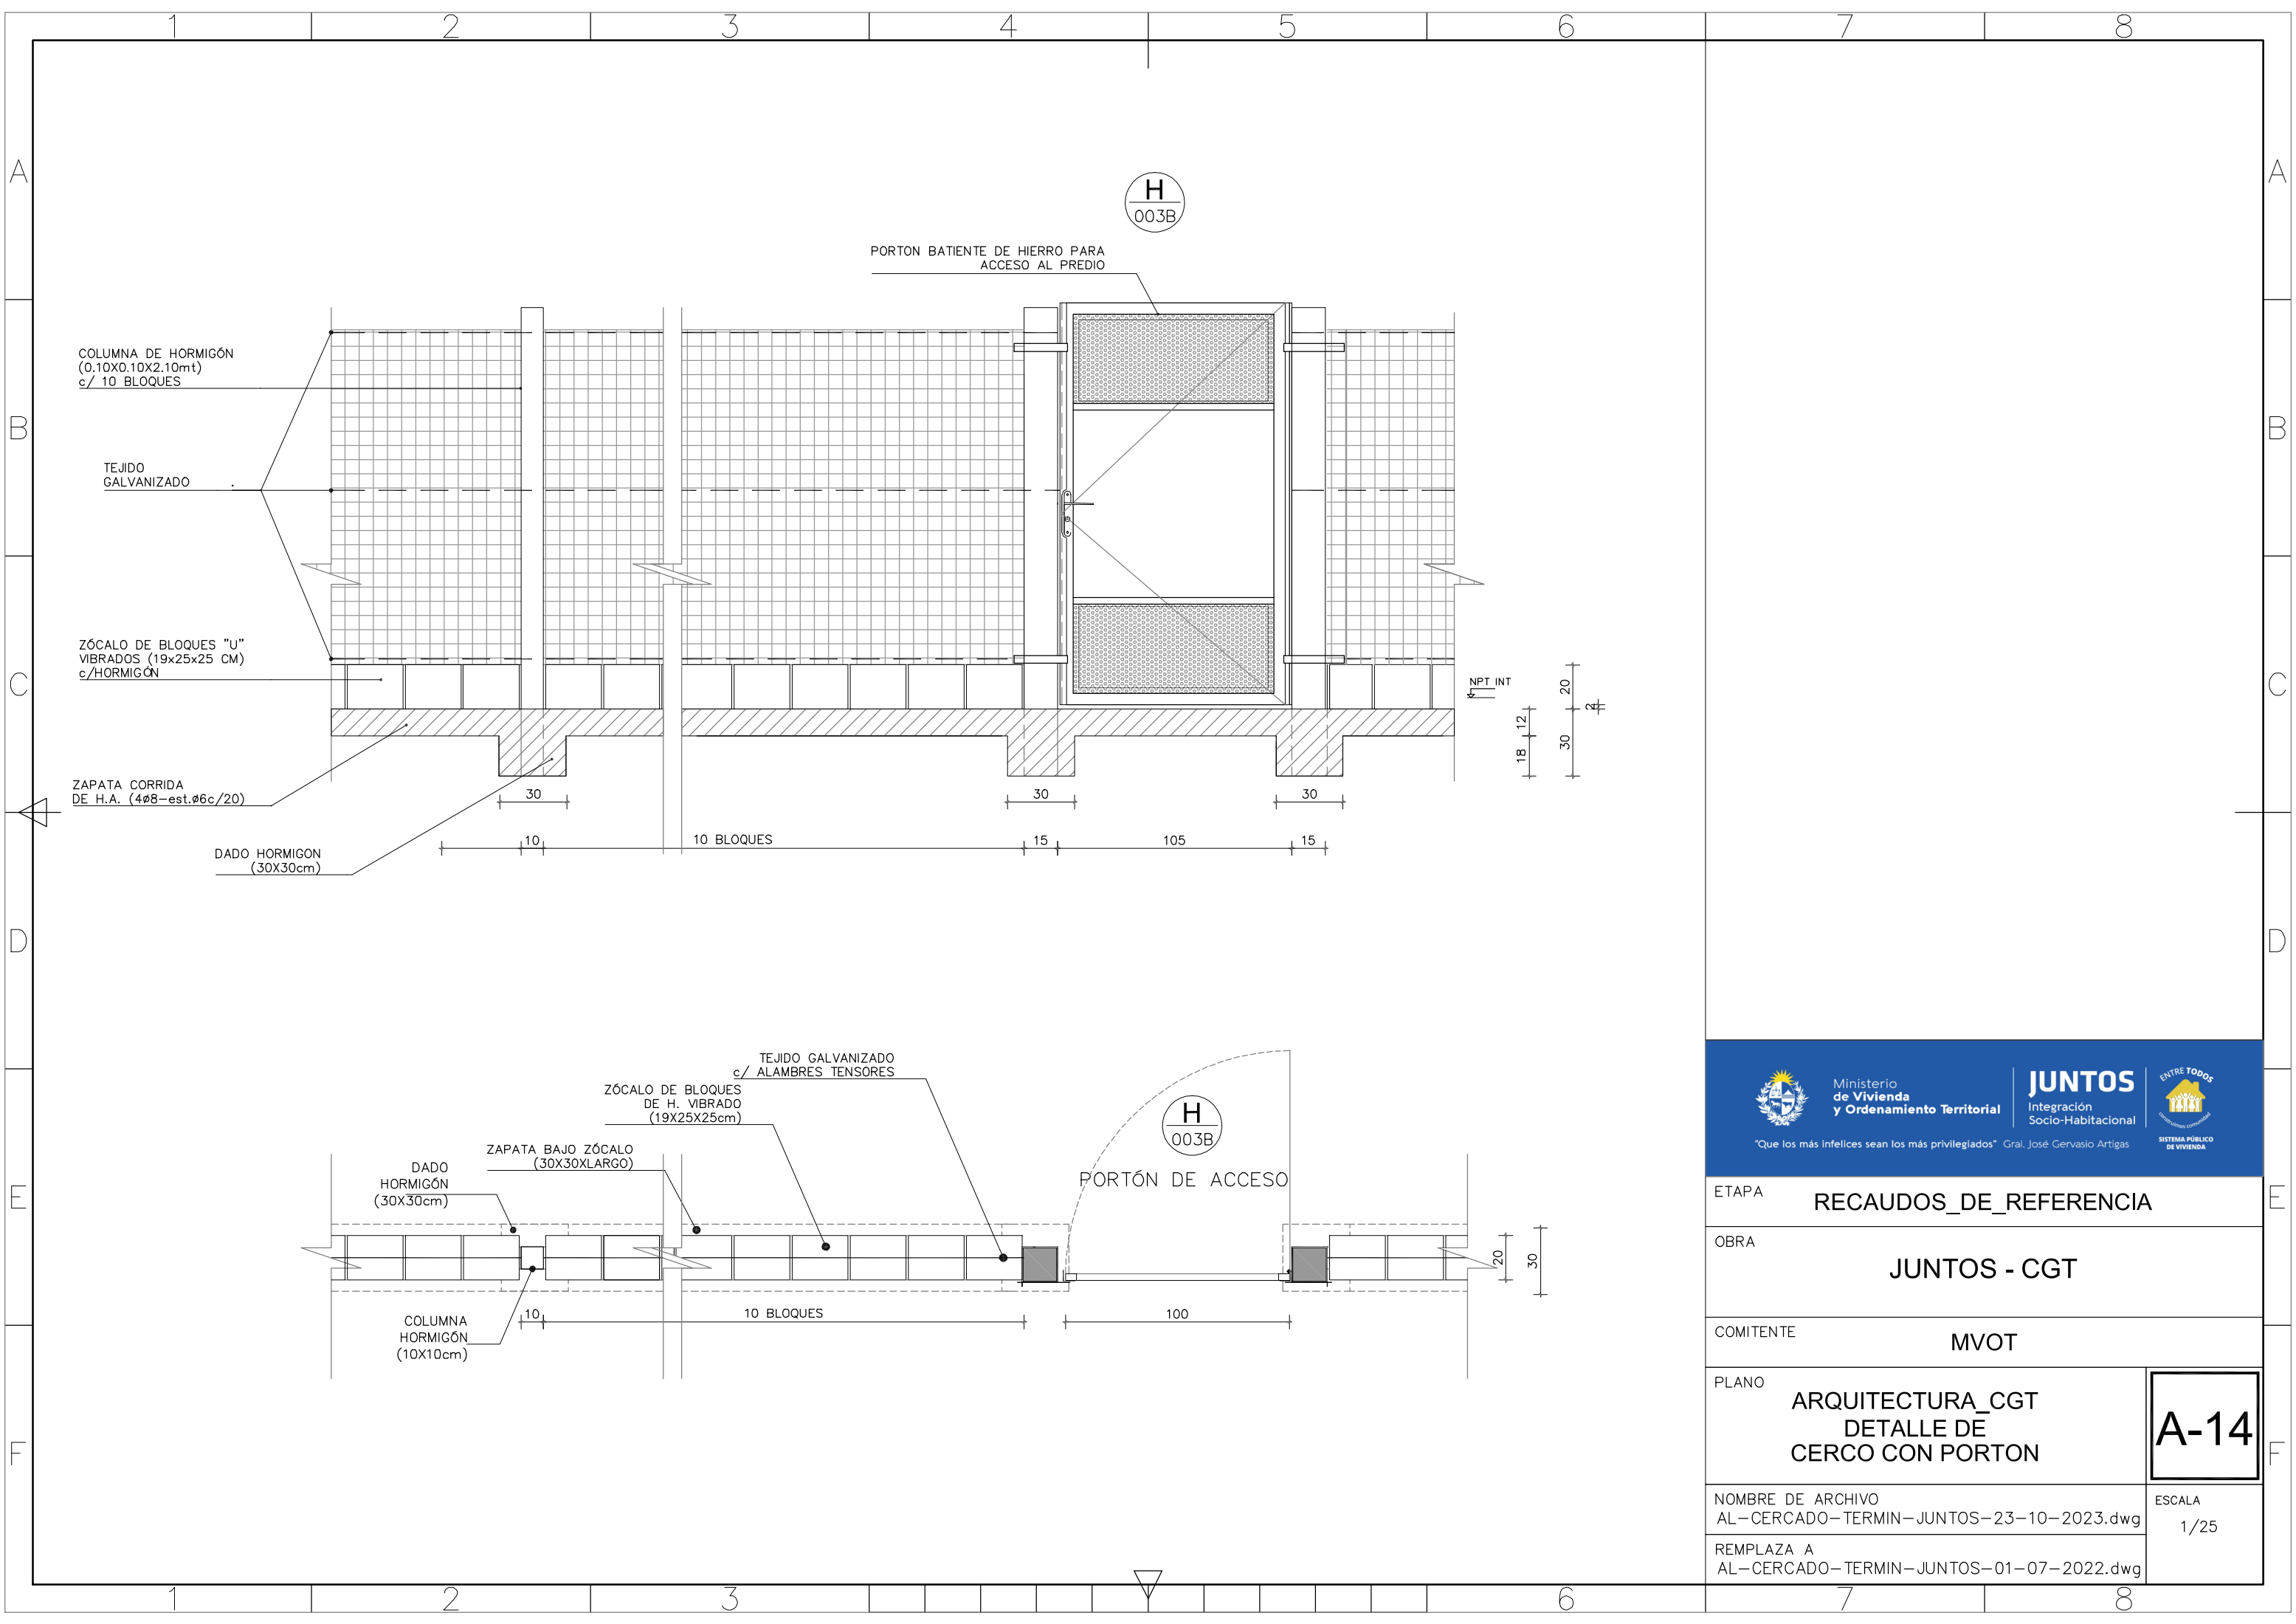 1 2 3 4 5 6 7 8
A A
B B
C C
D D
E E
F F
H
003B
PORTON BATIENTE DE HIERRO PARA
ACCESO AL PREDIO
COLUMNA DE HORMIGÓN
(0.10X0.10X2.10mt)
c/ 10 BLOQUES
TEJIDO
GALVANIZADO
ZÓCALO DE BLOQUES "U"
VIBRADOS (19x25x25 CM)
c/HORMIGÓN
ZAPATA CORRIDA
DE H.A. (4ø8-est.ø6c/20)
DADO HORMIGON
(30X30cm)
NPT INT
20
2
12
18
30
30 30 30
10 10 BLOQUES 15 105 15
TEJIDO GALVANIZADO
c/ ALAMBRES TENSORES
ZÓCALO DE BLOQUES
DE H. VIBRADO
(19X25X25cm)
ZAPATA BAJO ZÓCALO
(30X30XLARGO)
DADO
HORMIGÓN
(30X30cm)
H
003B
PORTÓN DE ACCESO
20 30
COLUMNA
HORMIGÓN
(10X10cm)
10 10 BLOQUES 100
Ministerio
de Vivienda
y Ordenamiento Territorial
JUNTOS
Integración
Socio-Habitacional
ENTRE TODOS
construimos comunidad
SISTEMA PÚBLICO
DE VIVIENDA
"Que los más infelices sean los más privilegiados" Gral. José Gervasio Artigas
ETAPA
RECAUDOS_DE_REFERENCIA
OBRA
JUNTOS - CGT
COMITENTE
MVOT
PLANO
ARQUITECTURA_CGT
DETALLE DE
CERCO CON PORTON
A-14
NOMBRE DE ARCHIVO
AL-CERCADO-TERMIN-JUNTOS-23-10-2023.dwg
ESCALA
1/25
REMPLAZA A
AL-CERCADO-TERMIN-JUNTOS-01-07-2022.dwg
1 2 3 6 7 8